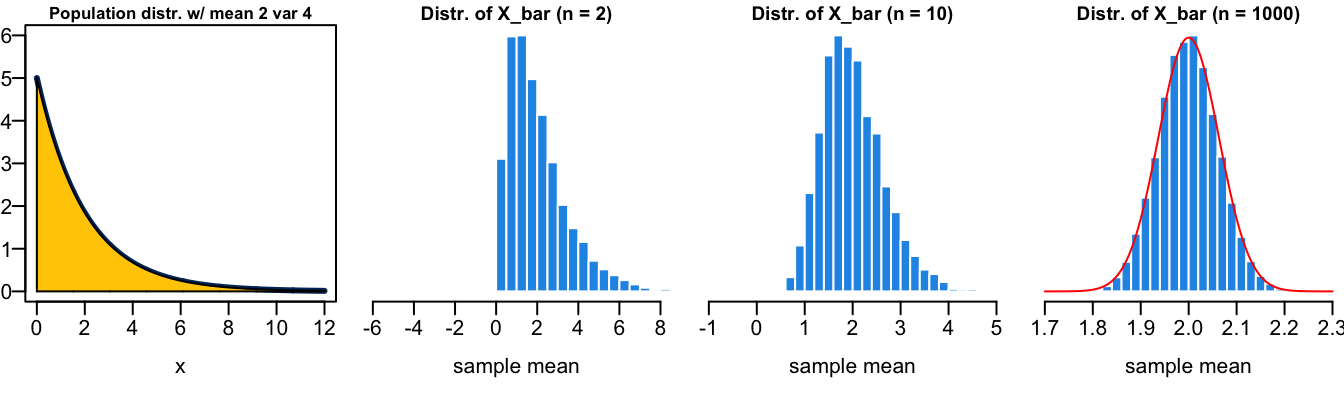 Population distr. w/ mean 2 var 4
6
5
4
3
2
1
0
0 2 4 6 8 10 12
x
Distr. of X_bar (n = 2)
-6 -4 -2 0 2 4 6 8
sample mean
Distr. of X_bar (n = 10)
-1 0 1 2 3 4 5
sample mean
Distr. of X_bar (n = 1000)
1.7 1.8 1.9 2.0 2.1 2.2 2.3
sample mean